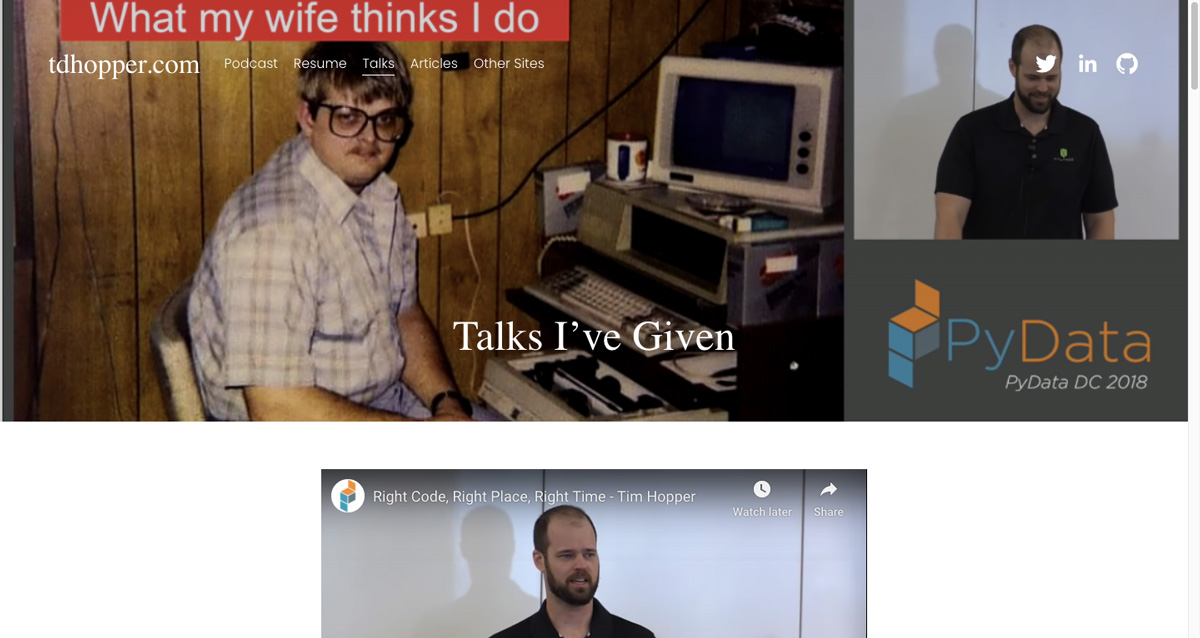 What my wife thinks I do
tdhopper.com
Podcast
Resume
Talks
Articles
Other Sites
Talks I’ve Given
PyData
PyData DC 2018
Right Code, Right Place, Right Time - Tim Hopper
Watch later
Share